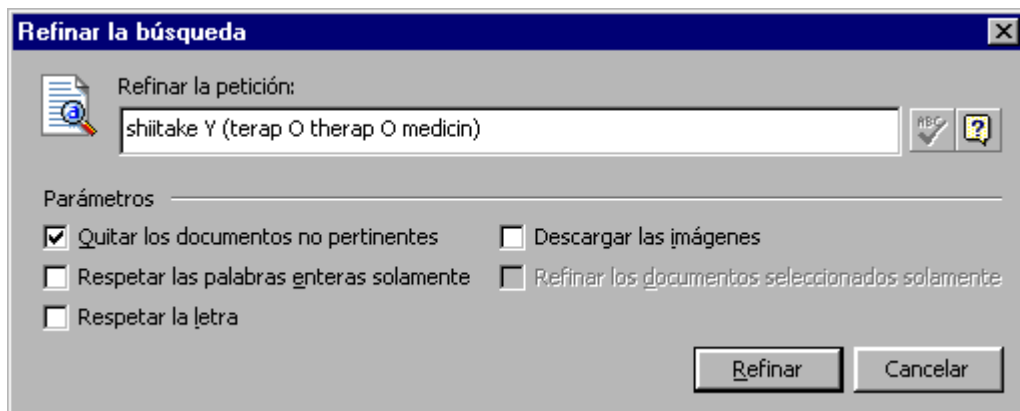 Refinar la búsqueda
Refinar la petición:
shiitake Y (terap O therap O medicin)
ABC
Parámetros
Quitar los documentos no pertinentes
Descargar las imágenes
Respetar las palabras enteras solamente
Refinar los documentos seleccionados solamente
Respetar la letra
Refinar
Cancelar